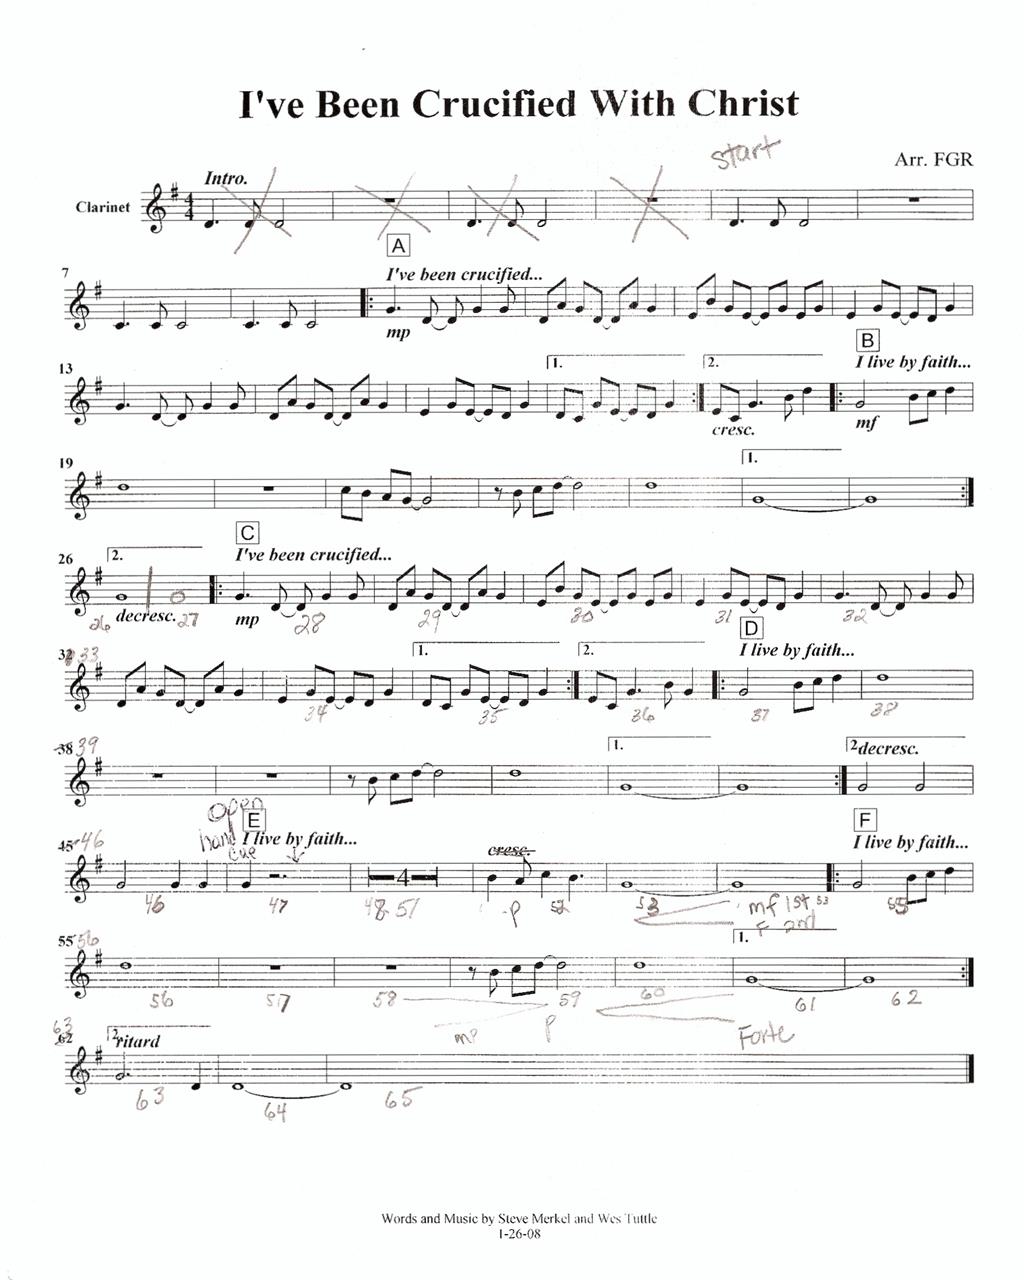 I've Been Crucified With Christ
start
Arr. FGR
Intro.
Clarinet
A
7
I've been crucified...
mp
B
13
1.
2.
I live by faith...
cresc.
mf
19
1.
C
26
2.
I've been crucified...
26 decresc. 27
mp 28 29 30 31 32
D
32 33
1.
2.
I live by faith...
34 35 36 37 38
38 39
1.
2. decresc.
open
hand
cue
E
F
45 46
I live by faith...
cresc.
I live by faith...
4
46 47 48-51 p 52 53 mf 1st 53 55
F 2nd
55 56
1.
56 57 58 59 60 61 62
mp p Forte
63
62
2. ritard
63 64 65
Words and Music by Steve Merkel and Wes Tuttle
1-26-08